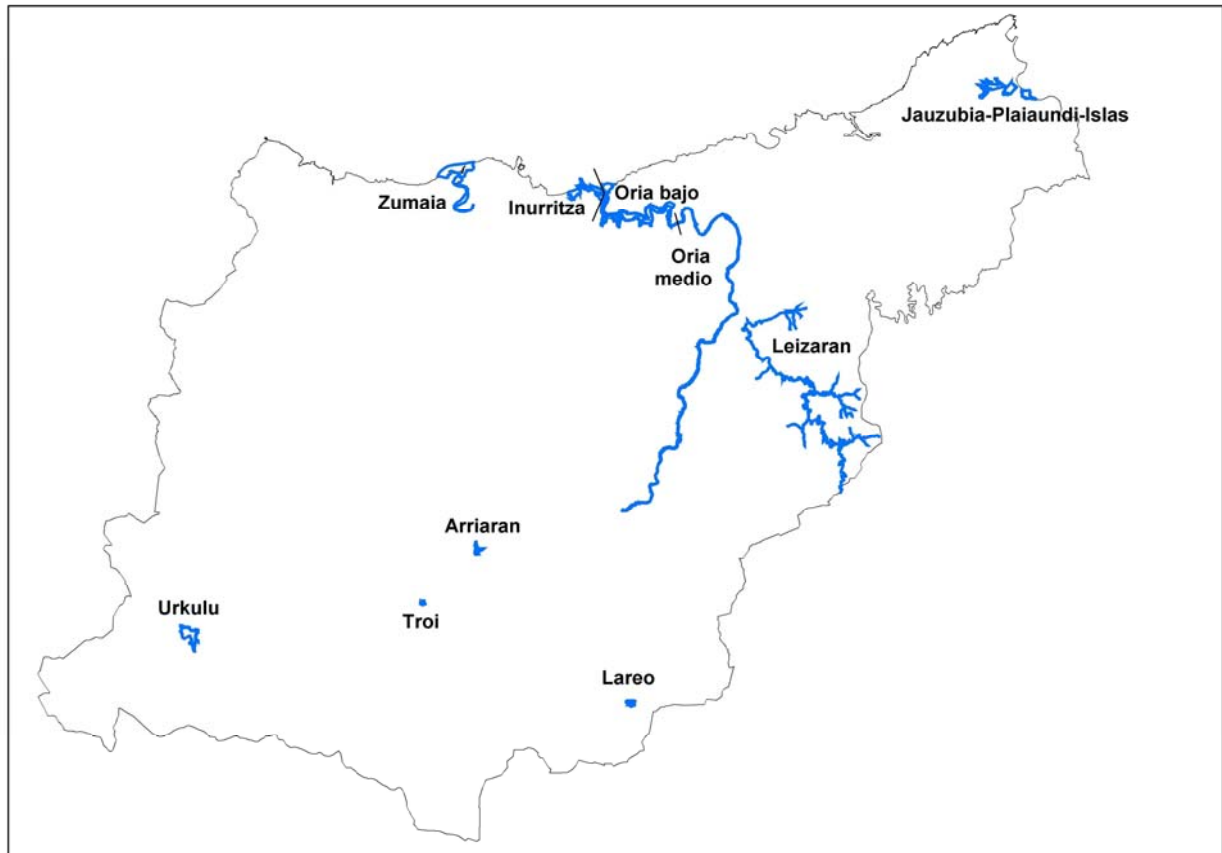 Jauzubia-Plaiaundi-Islas
Zumaia
Inurritza
Oria bajo
Oria
medio
Leizaran
Arriaran
Urkulu
Troi
Lareo